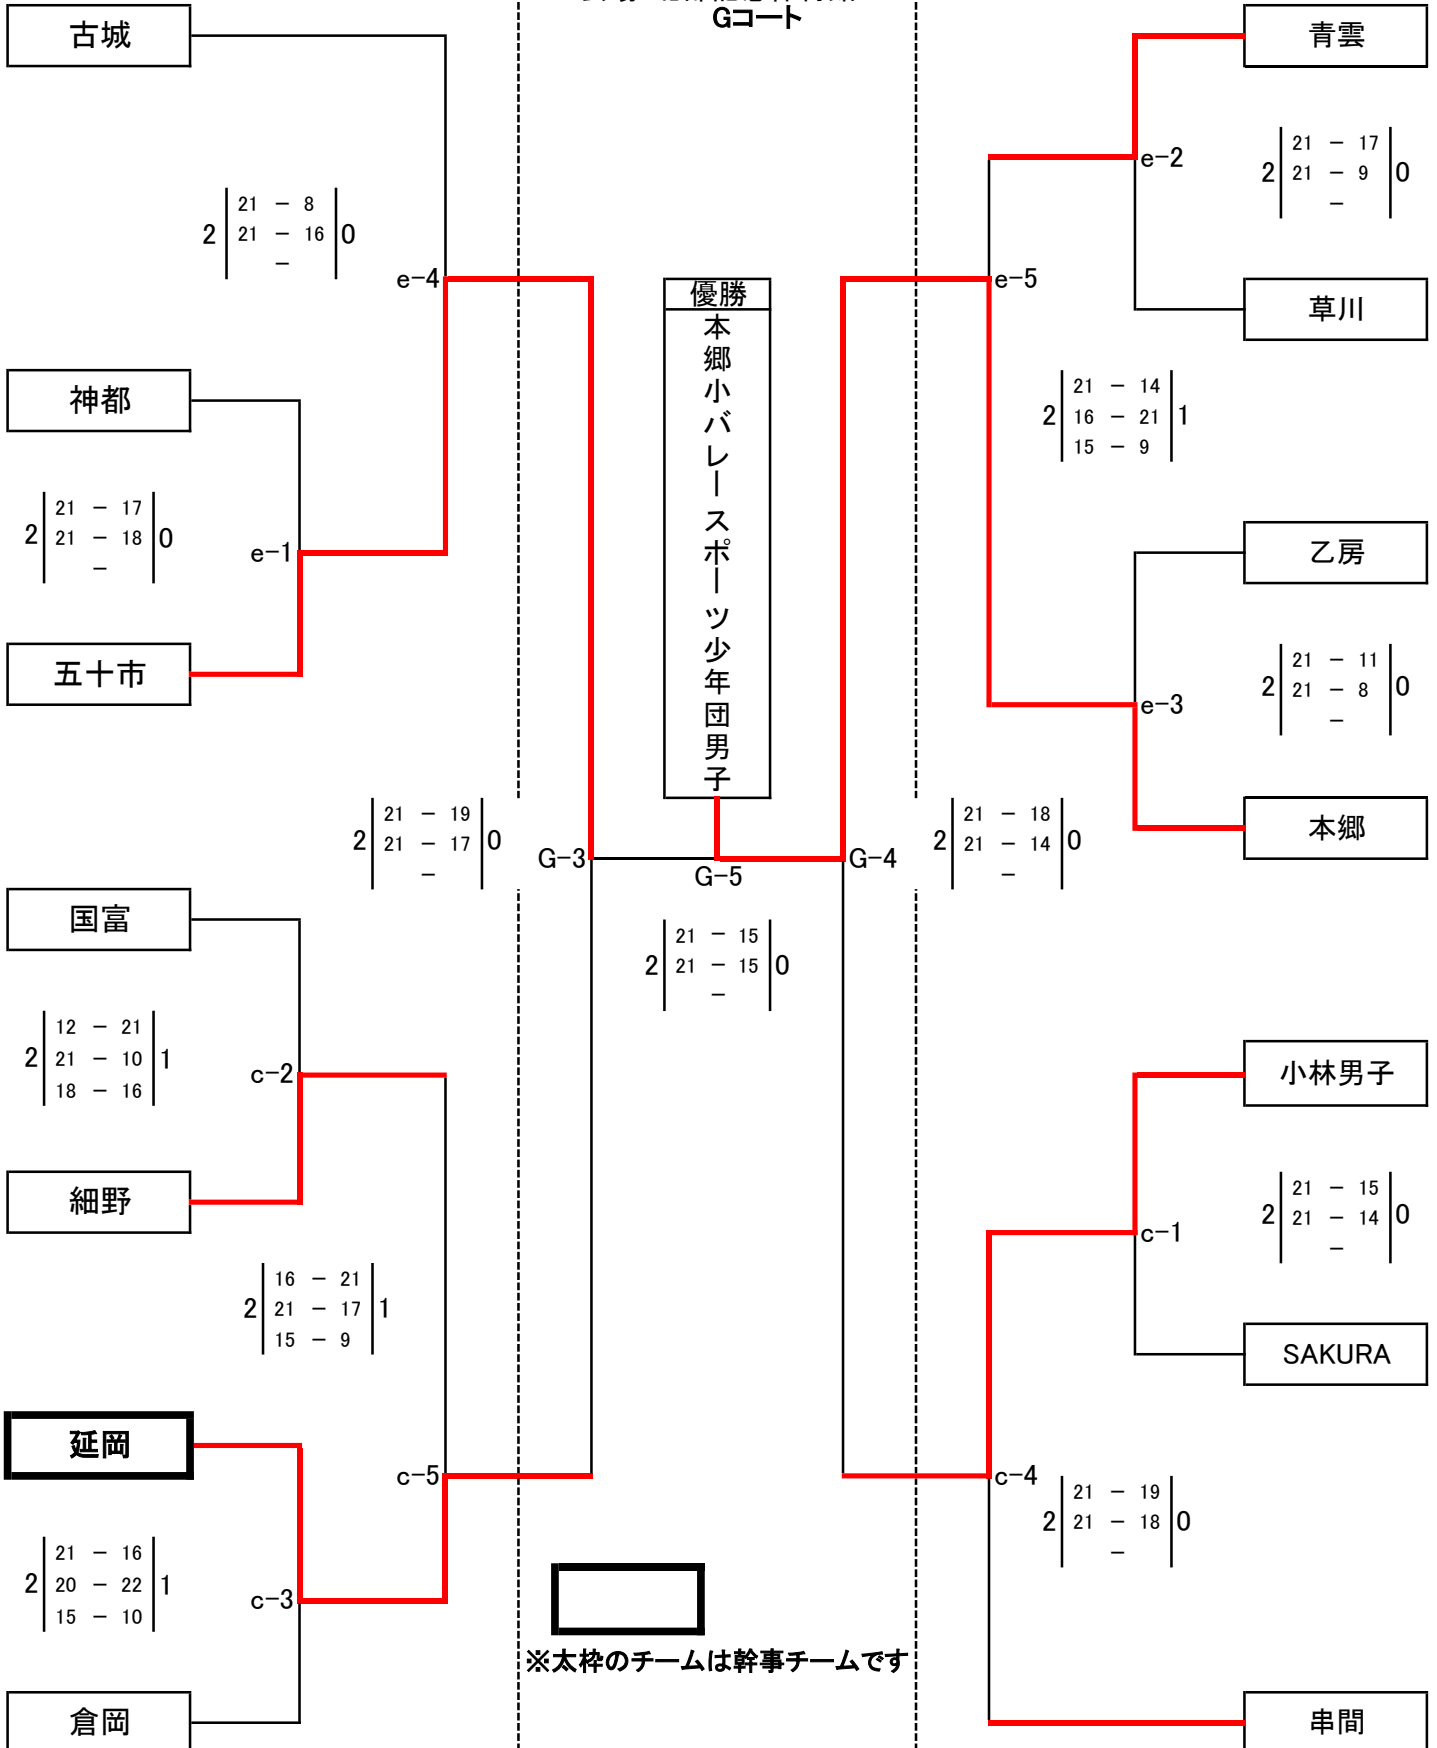 Gコート
古城
2 21 － 8 0
21 － 16
－
e-4
神都
2 21 － 17 0
21 － 18
－
e-1
五十市
2 21 － 19 0
21 － 17
－
G-3
国富
2 12 － 21 1
21 － 10
18 － 16
c-2
細野
2 16 － 21 1
21 － 17
15 － 9
延岡
c-5
2 21 － 16 1
20 － 22
15 － 10
c-3
倉岡
優勝
本郷小バレースポーツ少年団男子
G-5
2 21 － 15 0
21 － 15
－
※太枠のチームは幹事チームです
青雲
e-2
2 21 － 17 0
21 － 9
－
e-5
草川
2 21 － 14 1
16 － 21
15 － 9
乙房
e-3
2 21 － 11 0
21 － 8
－
本郷
G-4
2 21 － 18 0
21 － 14
－
小林男子
c-1
2 21 － 15 0
21 － 14
－
SAKURA
c-4
2 21 － 19 0
21 － 18
－
串間